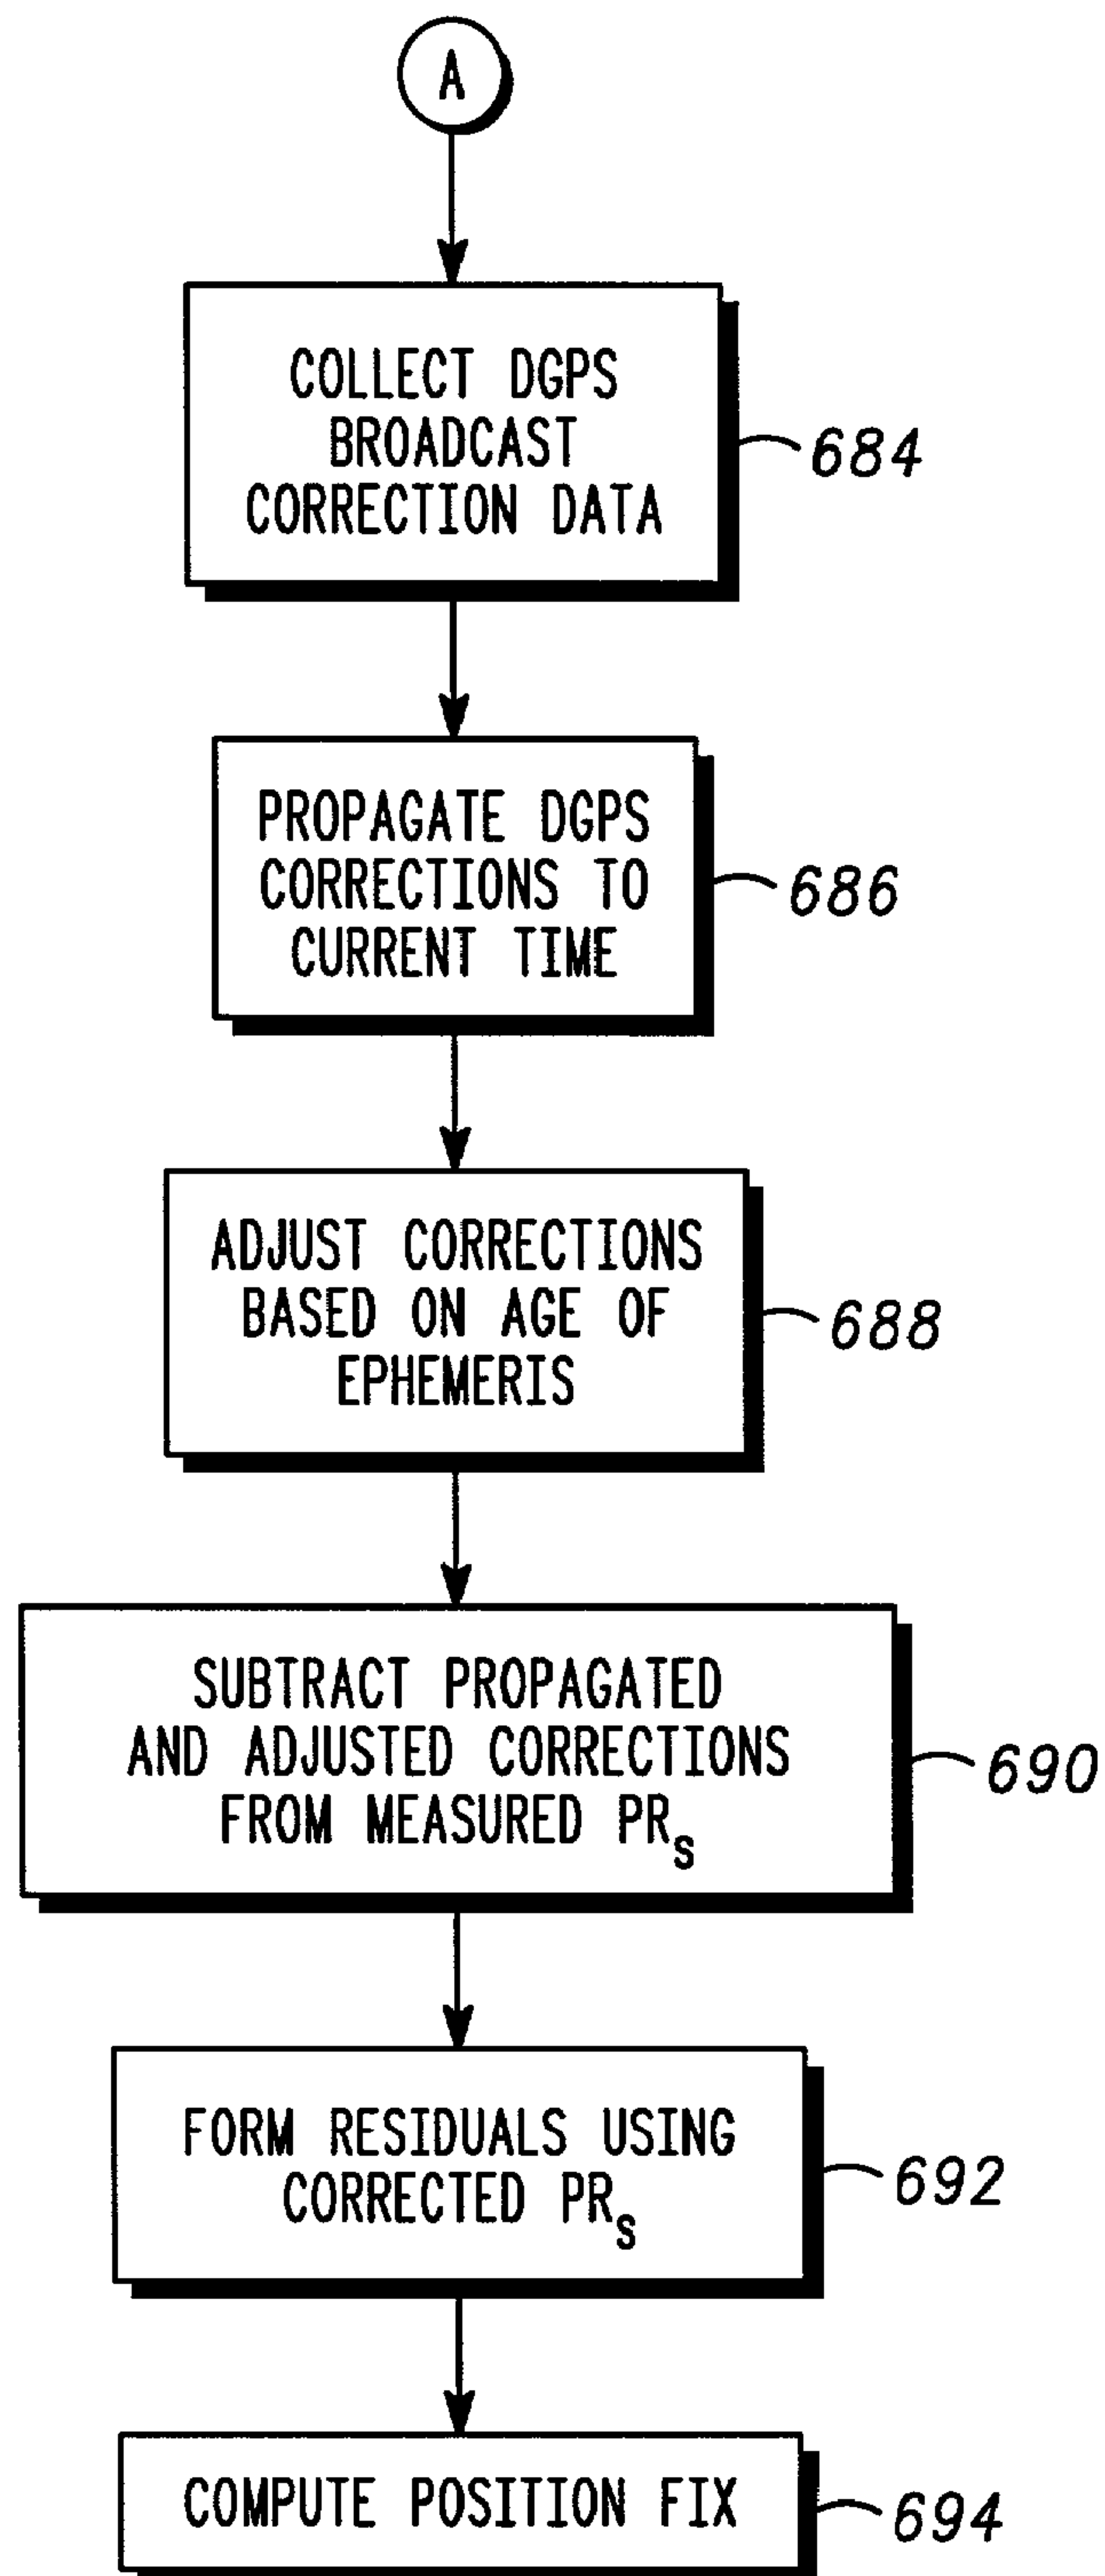 A
COLLECT DGPS
BROADCAST
CORRECTION DATA
684
PROPAGATE DGPS
CORRECTIONS TO
CURRENT TIME
686
ADJUST CORRECTIONS
BASED ON AGE OF
EPHEMERIS
688
SUBTRACT PROPAGATED
AND ADJUSTED CORRECTIONS
FROM MEASURED PRs
690
FORM RESIDUALS USING
CORRECTED PRs
692
COMPUTE POSITION FIX
694